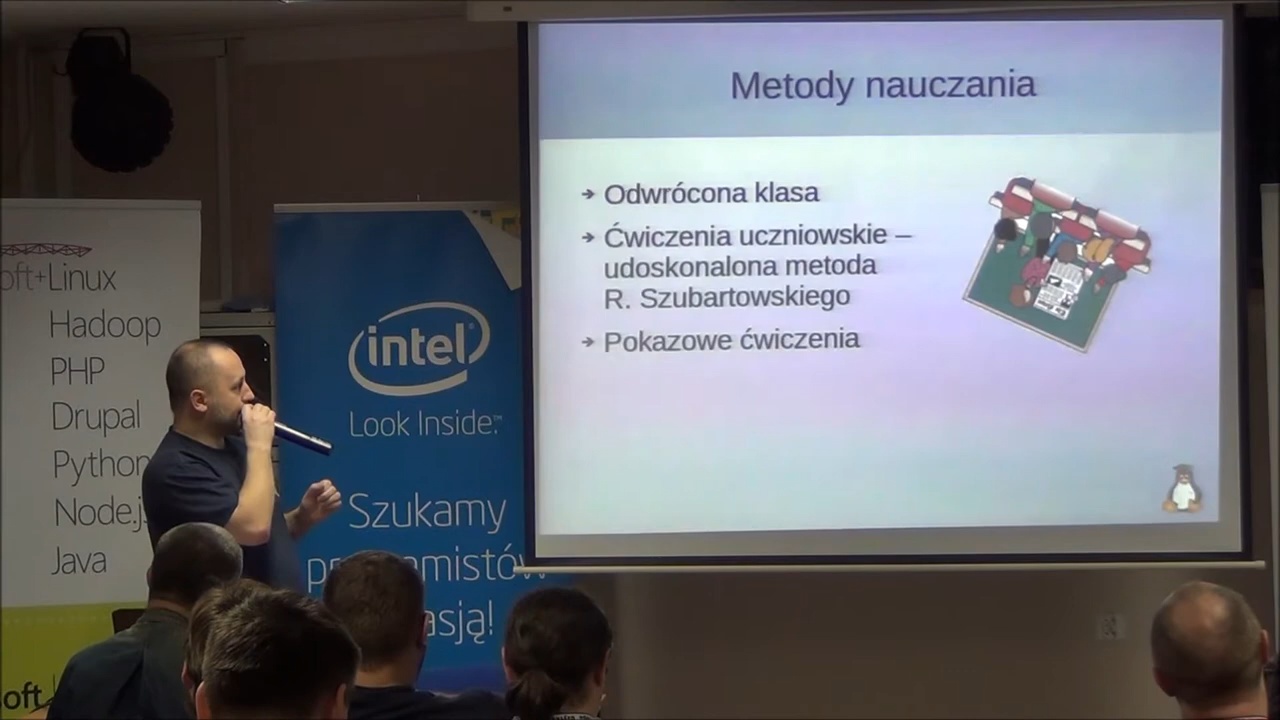 Metody nauczania
Odwrócona klasa
Ćwiczenia uczniowskie –
udoskonalona metoda
R. Szubartowskiego
Pokazowe ćwiczenia
oft+Linux
Hadoop
PHP
Drupal
Python
Node.js
Java
oft
intel
Look Inside.™
Szukamy
asją!